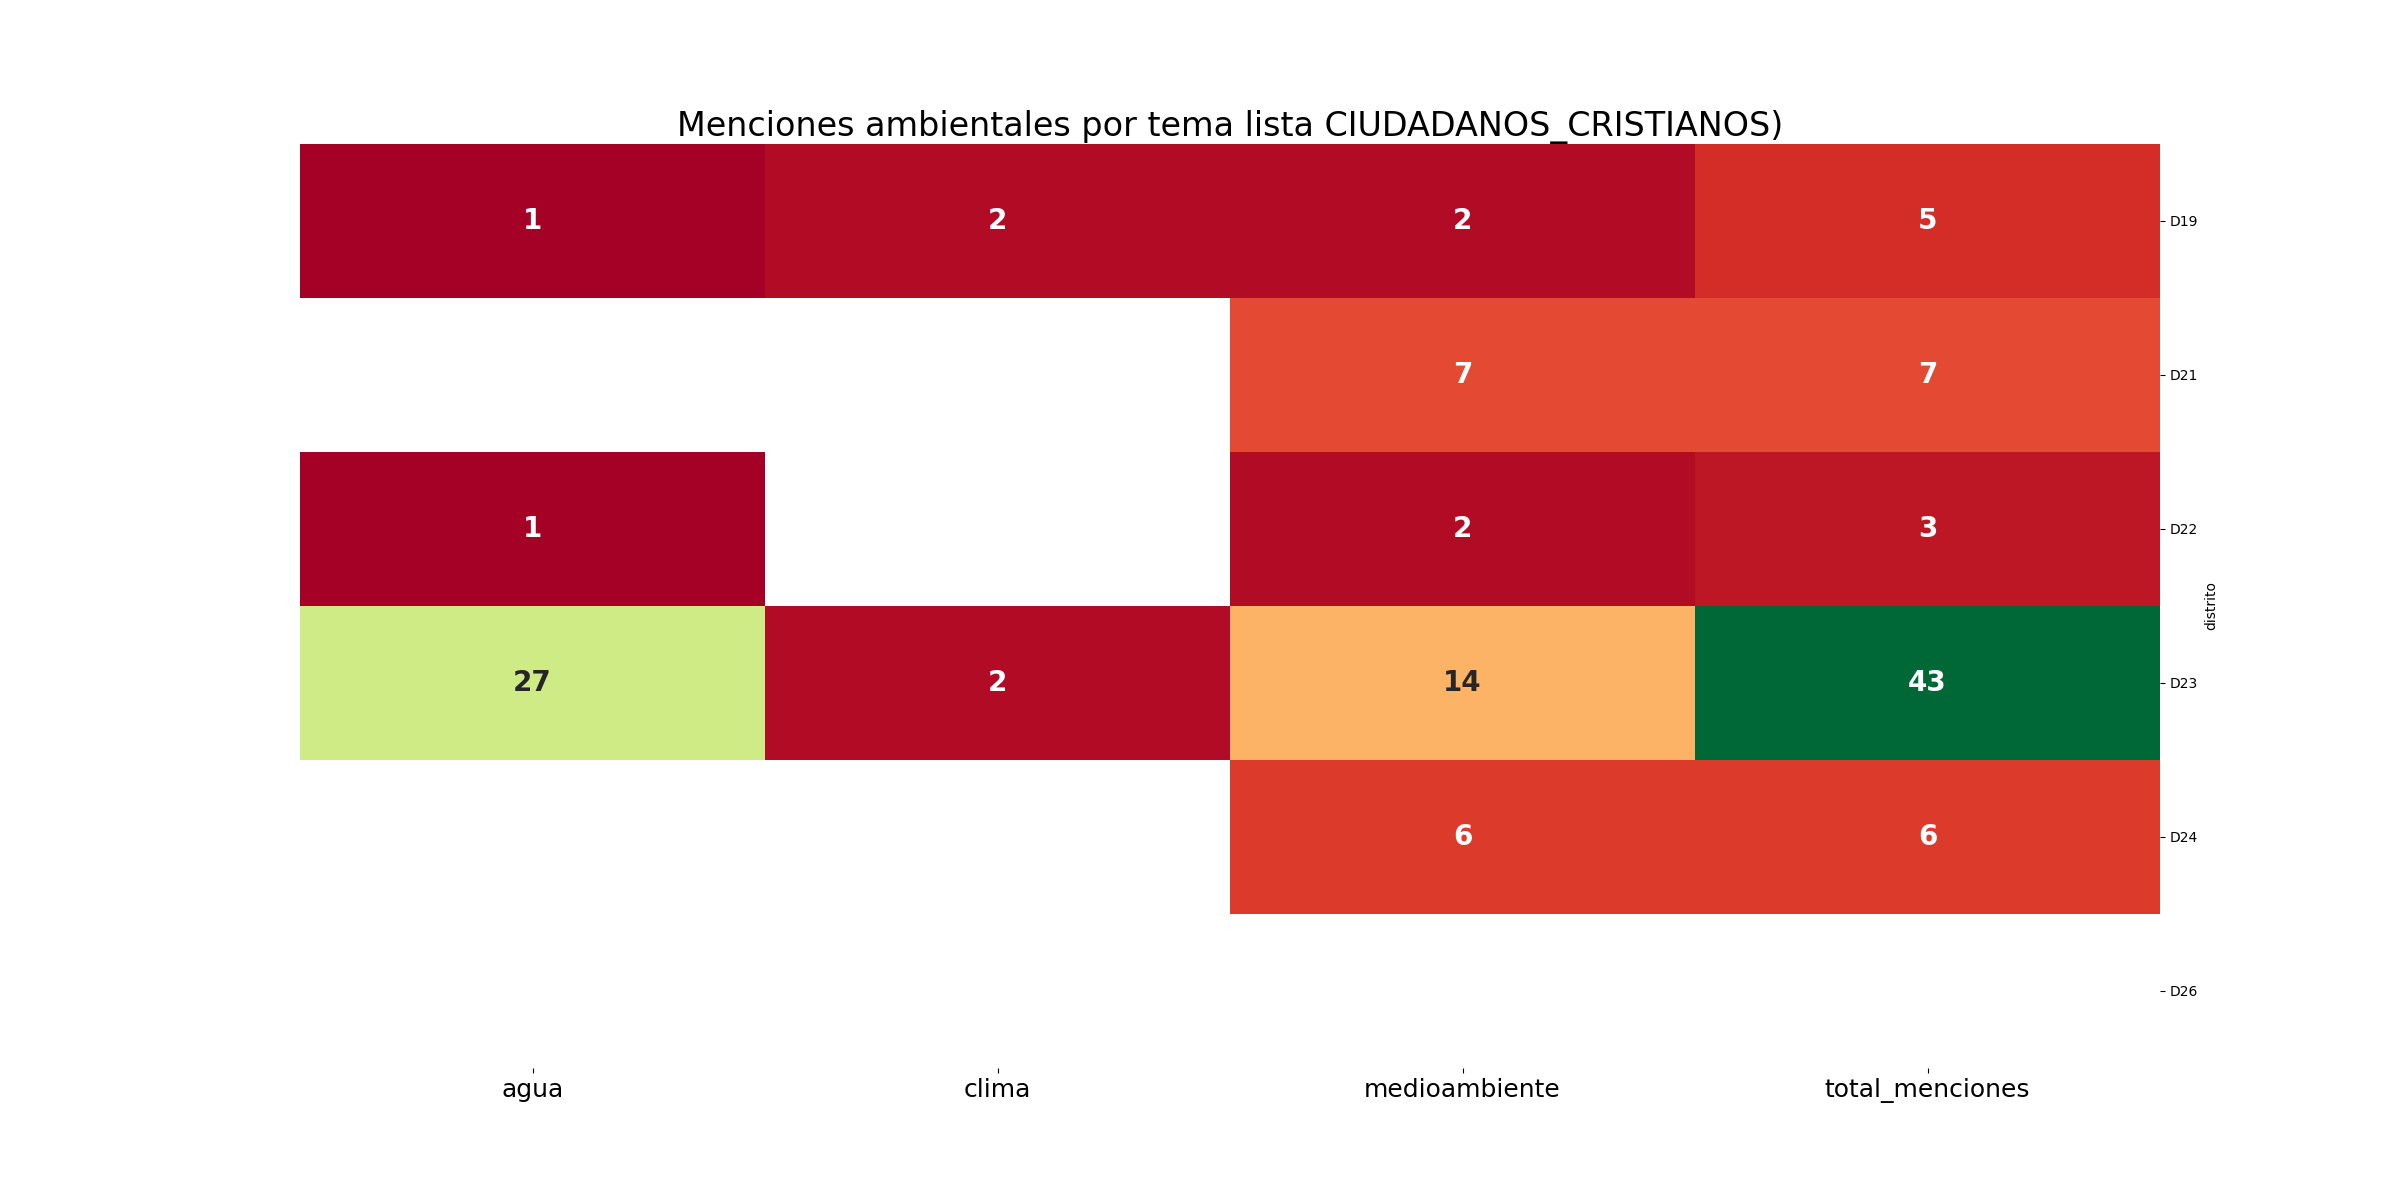 Menciones ambientales por tema lista CIUDADANOS_CRISTIANOS)
1 2 2 5 D19
7 7 D21
1 2 3 D22
distrito
27 2 14 43 D23
6 6 D24
D26
agua clima medioambiente total_menciones